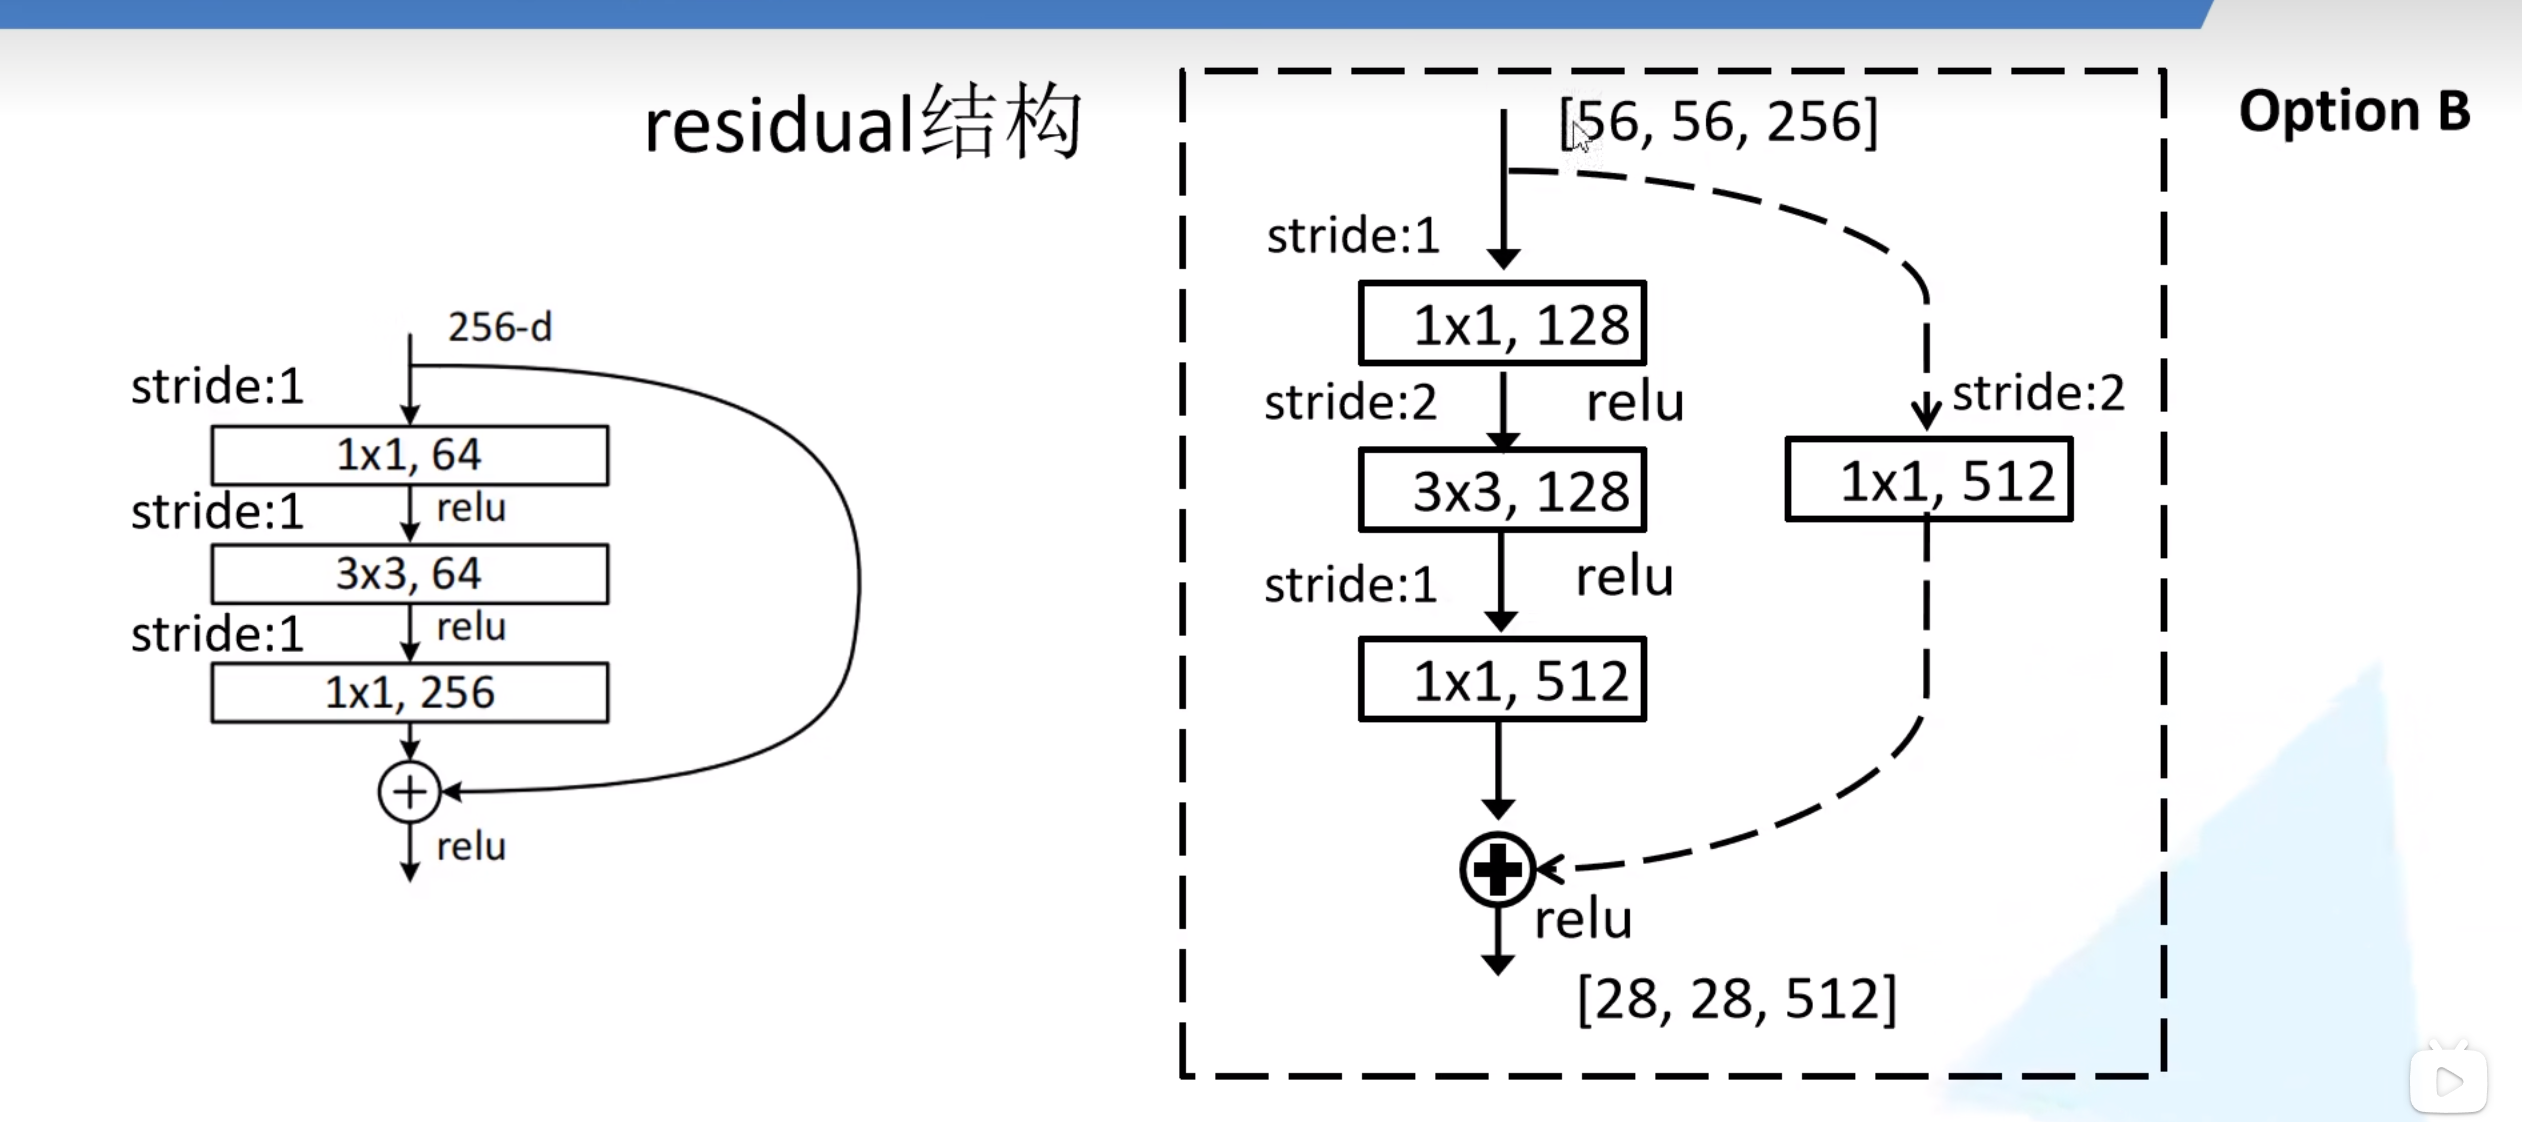 residual结构
256-d
stride:1
1x1, 64
stride:1
relu
3x3, 64
stride:1
relu
1x1, 256
relu
Option B
[56, 56, 256]
stride:1
1x1, 128
stride:2
relu
stride:2
3x3, 128
1x1, 512
stride:1
relu
1x1, 512
relu
[28, 28, 512]